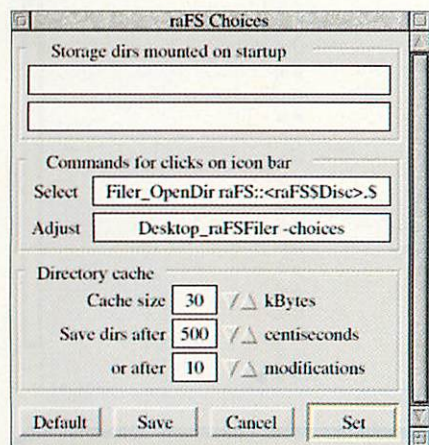 raFS Choices
Storage dirs mounted on startup
Commands for clicks on icon bar
Select Filer_OpenDir raFS::<raFS$Disc>.$
Adjust Desktop_raFSFiler -choices
Directory cache
Cache size 30 kBytes
Save dirs after 500 centiseconds
or after 10 modifications
Default Save Cancel Set